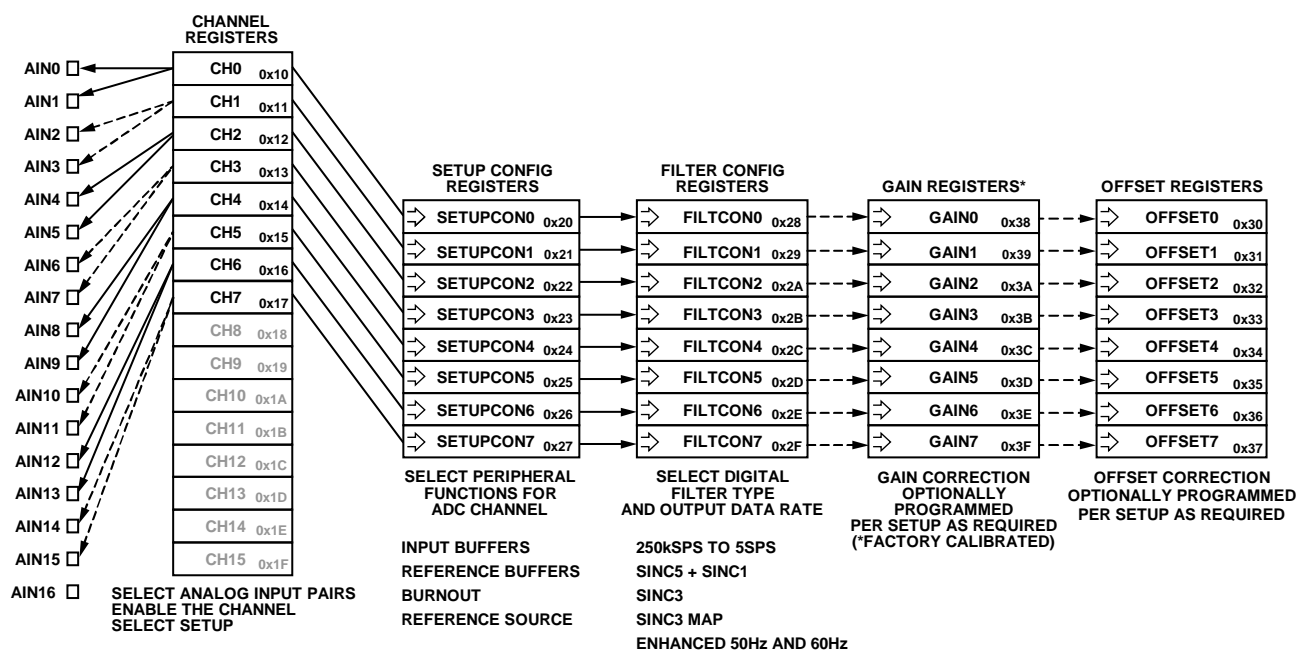 CHANNEL
REGISTERS
AIN0
AIN1
AIN2
AIN3
AIN4
AIN5
AIN6
AIN7
AIN8
AIN9
AIN10
AIN11
AIN12
AIN13
AIN14
AIN15
AIN16
CH0 0x10
CH1 0x11
CH2 0x12
CH3 0x13
CH4 0x14
CH5 0x15
CH6 0x16
CH7 0x17
CH8 0x18
CH9 0x19
CH10 0x1A
CH11 0x1B
CH12 0x1C
CH13 0x1D
CH14 0x1E
CH15 0x1F
SELECT ANALOG INPUT PAIRS
ENABLE THE CHANNEL
SELECT SETUP
SETUP CONFIG
REGISTERS
SETUPCON0 0x20
SETUPCON1 0x21
SETUPCON2 0x22
SETUPCON3 0x23
SETUPCON4 0x24
SETUPCON5 0x25
SETUPCON6 0x26
SETUPCON7 0x27
SELECT PERIPHERAL
FUNCTIONS FOR
ADC CHANNEL
INPUT BUFFERS
REFERENCE BUFFERS
BURNOUT
REFERENCE SOURCE
FILTER CONFIG
REGISTERS
FILTCON0 0x28
FILTCON1 0x29
FILTCON2 0x2A
FILTCON3 0x2B
FILTCON4 0x2C
FILTCON5 0x2D
FILTCON6 0x2E
FILTCON7 0x2F
SELECT DIGITAL
FILTER TYPE
AND OUTPUT DATA RATE
250kSPS TO 5SPS
SINC5 + SINC1
SINC3
SINC3 MAP
ENHANCED 50Hz AND 60Hz
GAIN REGISTERS*
GAIN0 0x38
GAIN1 0x39
GAIN2 0x3A
GAIN3 0x3B
GAIN4 0x3C
GAIN5 0x3D
GAIN6 0x3E
GAIN7 0x3F
GAIN CORRECTION
OPTIONALLY
PROGRAMMED
PER SETUP AS REQUIRED
(*FACTORY CALIBRATED)
OFFSET REGISTERS
OFFSET0 0x30
OFFSET1 0x31
OFFSET2 0x32
OFFSET3 0x33
OFFSET4 0x34
OFFSET5 0x35
OFFSET6 0x36
OFFSET7 0x37
OFFSET CORRECTION
OPTIONALLY PROGRAMMED
PER SETUP AS REQUIRED